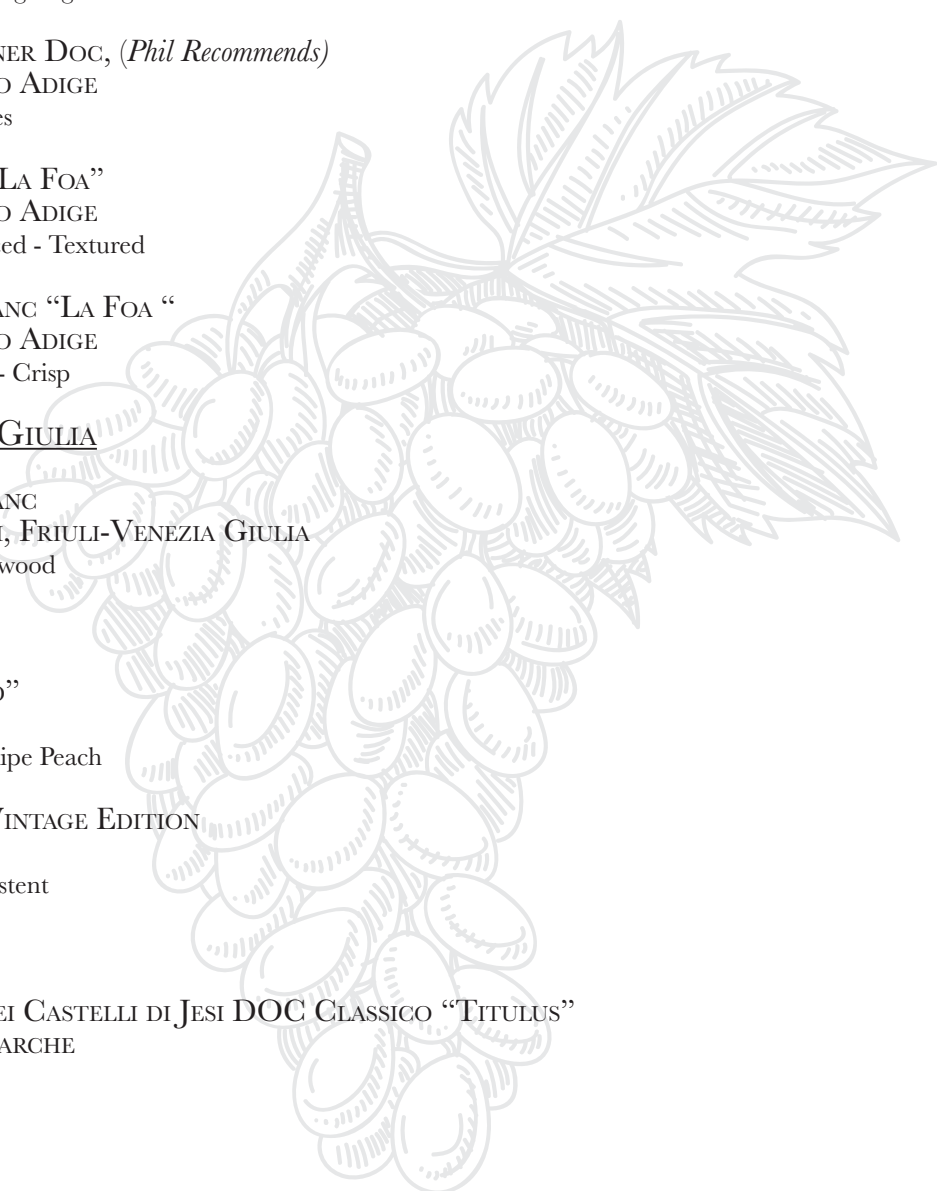 NER DOC, (Phil Recommends)
O ADIGE
es
LA FOA”
O ADIGE
ed - Textured
ANC “LA FOA “
O ADIGE
- Crisp
GIULIA
ANC
I, FRIULI-VENEZIA GIULIA
wood
O”
ipe Peach
VINTAGE EDITION
stent
EI CASTELLI DI JESI DOC CLASSICO “TITULUS”
ARCHE